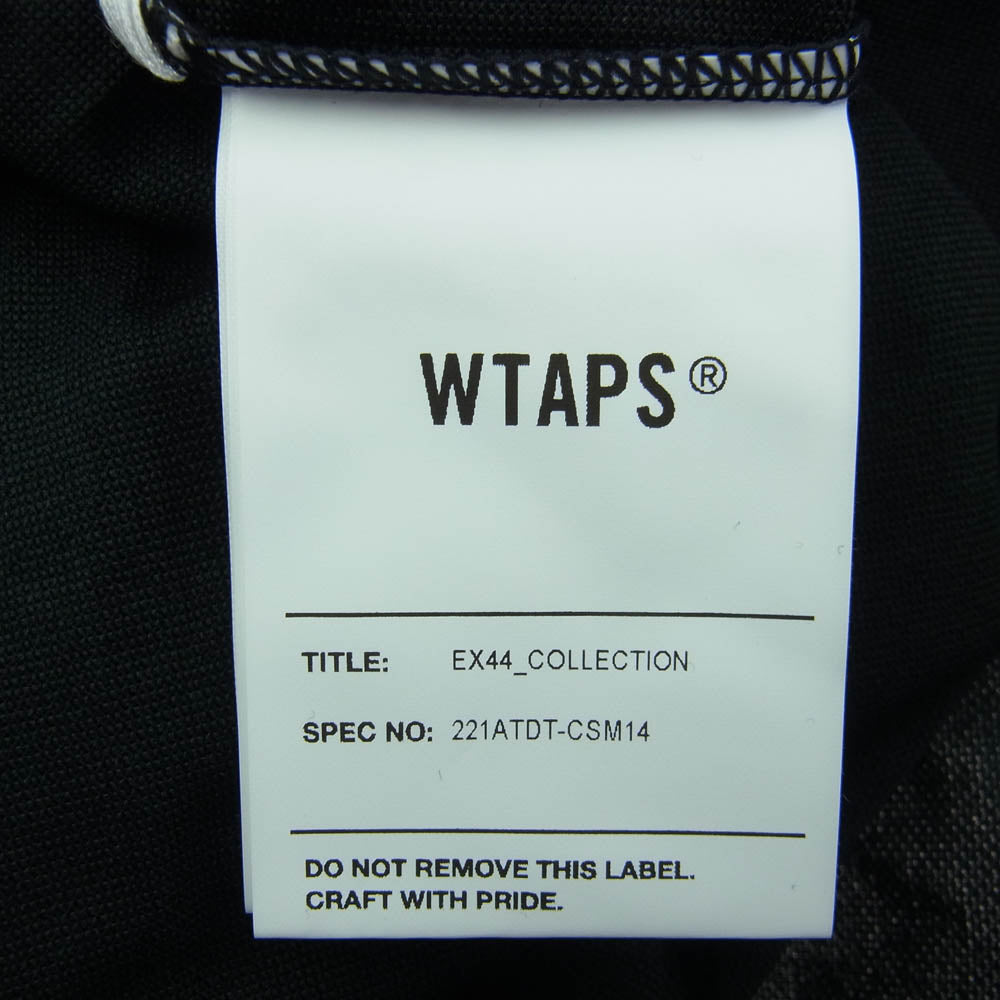 WTAPS®
TITLE: EX44_COLLECTION
SPEC NO: 221ATDT-CSM14
DO NOT REMOVE THIS LABEL.
CRAFT WITH PRIDE.